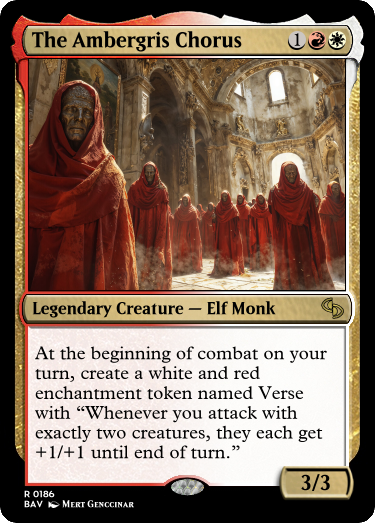 The Ambergris Chorus 1
Legendary Creature — Elf Monk
At the beginning of combat on your
turn, create a white and red
enchantment token named Verse
with “Whenever you attack with
exactly two creatures, they each get
+1/+1 until end of turn.”
3/3
R 0186
BAV Mert Genccinar